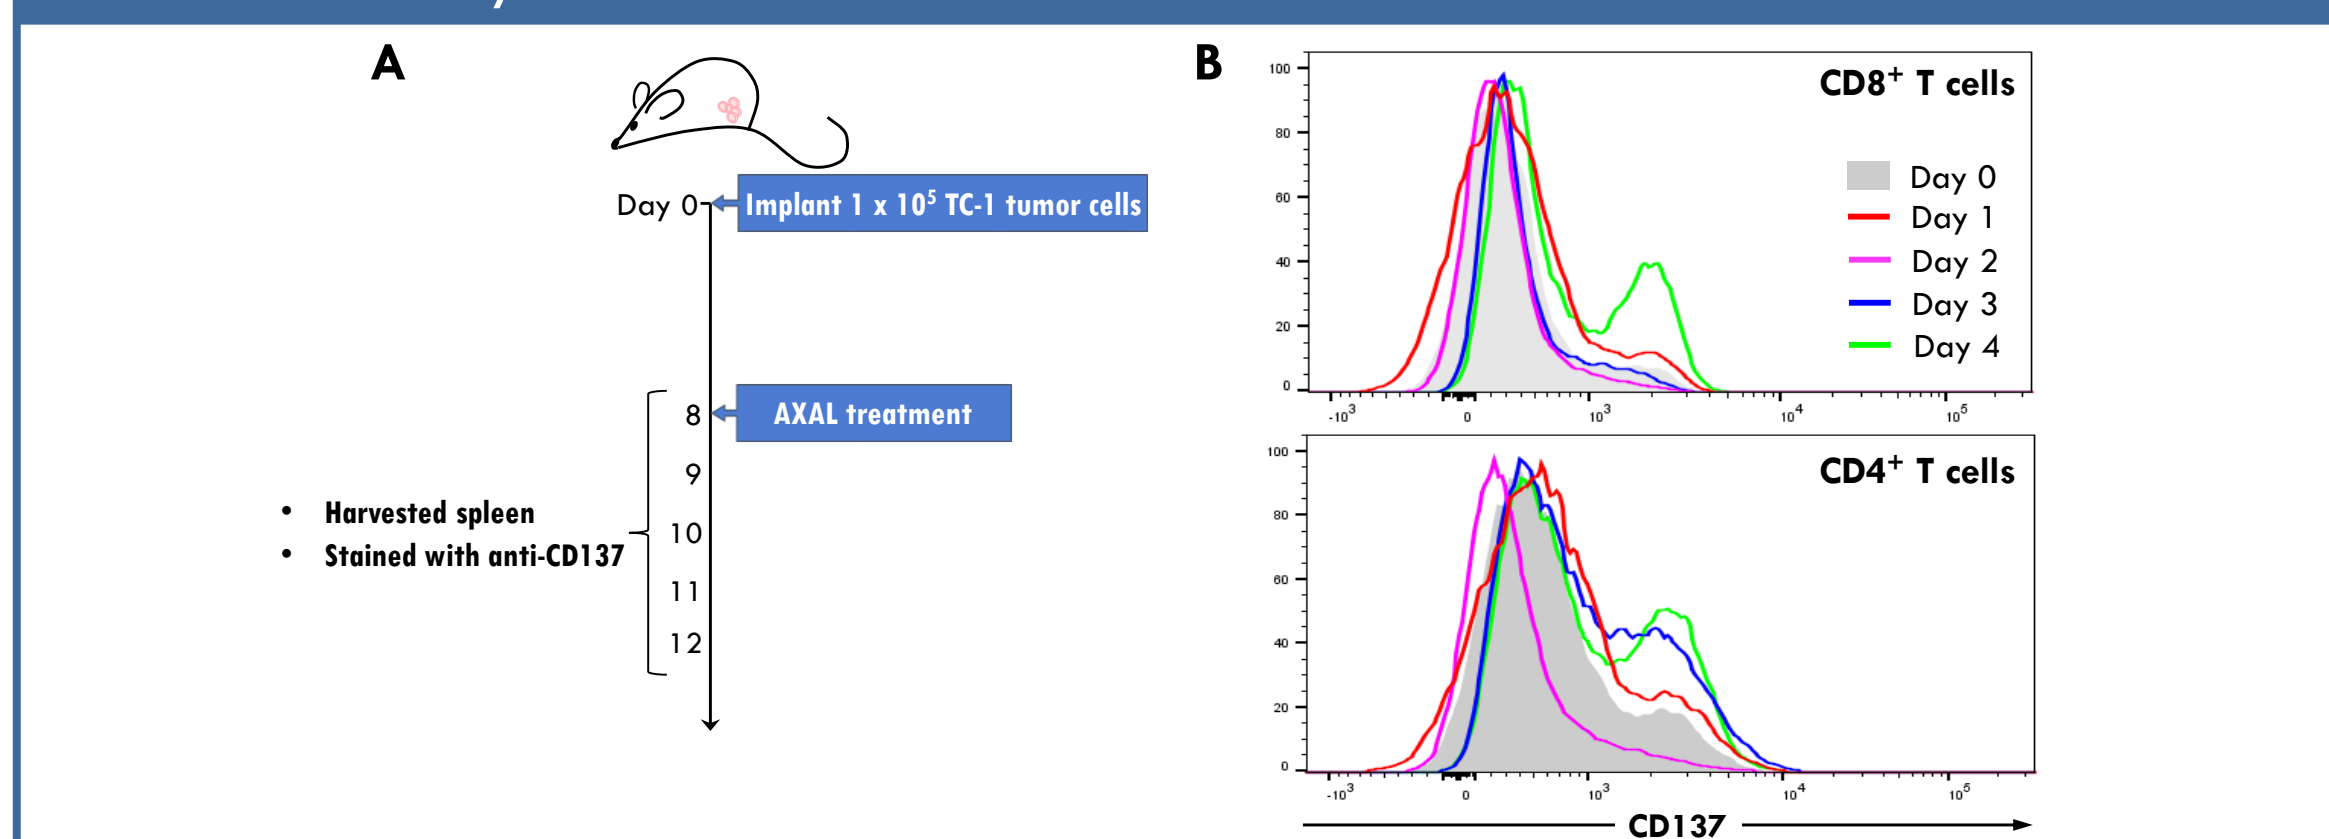 A
Day 0
Implant 1 x 10⁵ TC-1 tumor cells
8
AXAL treatment
9
10
11
12
• Harvested spleen
• Stained with anti-CD137
B
CD8⁺ T cells
Day 0
Day 1
Day 2
Day 3
Day 4
100
80
60
40
20
0
-10³ 0 10³ 10⁴ 10⁵
CD4⁺ T cells
100
80
60
40
20
0
-10³ 0 10³ 10⁴ 10⁵
CD137